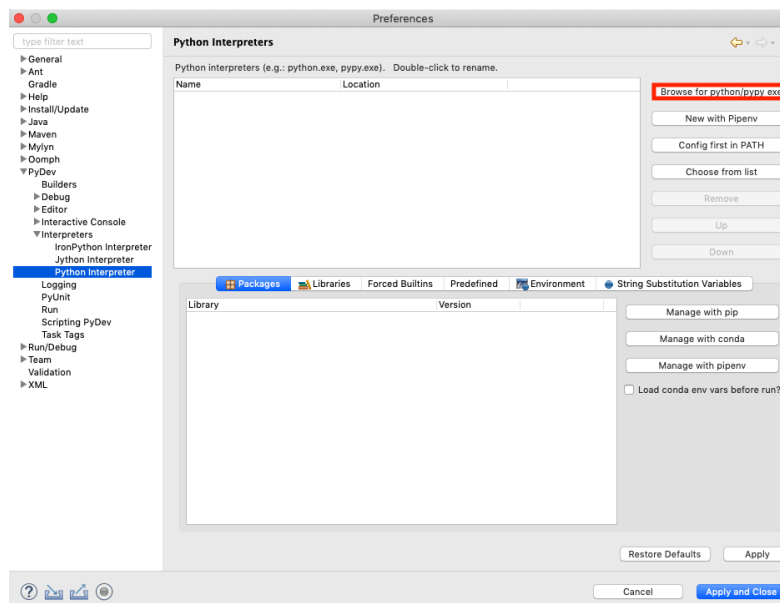 Preferences
type filter text
General
Ant
Gradle
Help
Install/Update
Java
Maven
Mylyn
Oomph
PyDev
Builders
Debug
Editor
Interactive Console
Interpreters
IronPython Interpreter
Jython Interpreter
Python Interpreter
Logging
PyUnit
Run
Scripting PyDev
Task Tags
Run/Debug
Team
Validation
XML
Python Interpreters
Python interpreters (e.g.: python.exe, pypy.exe).   Double-click to rename.
Name Location
Browse for python/pypy exe
New with Pipenv
Config first in PATH
Choose from list
Remove
Up
Down
Packages Libraries Forced Builtins Predefined Environment String Substitution Variables
Library Version
Manage with pip
Manage with conda
Manage with pipenv
Load conda env vars before run?
Restore Defaults Apply
Cancel Apply and Close